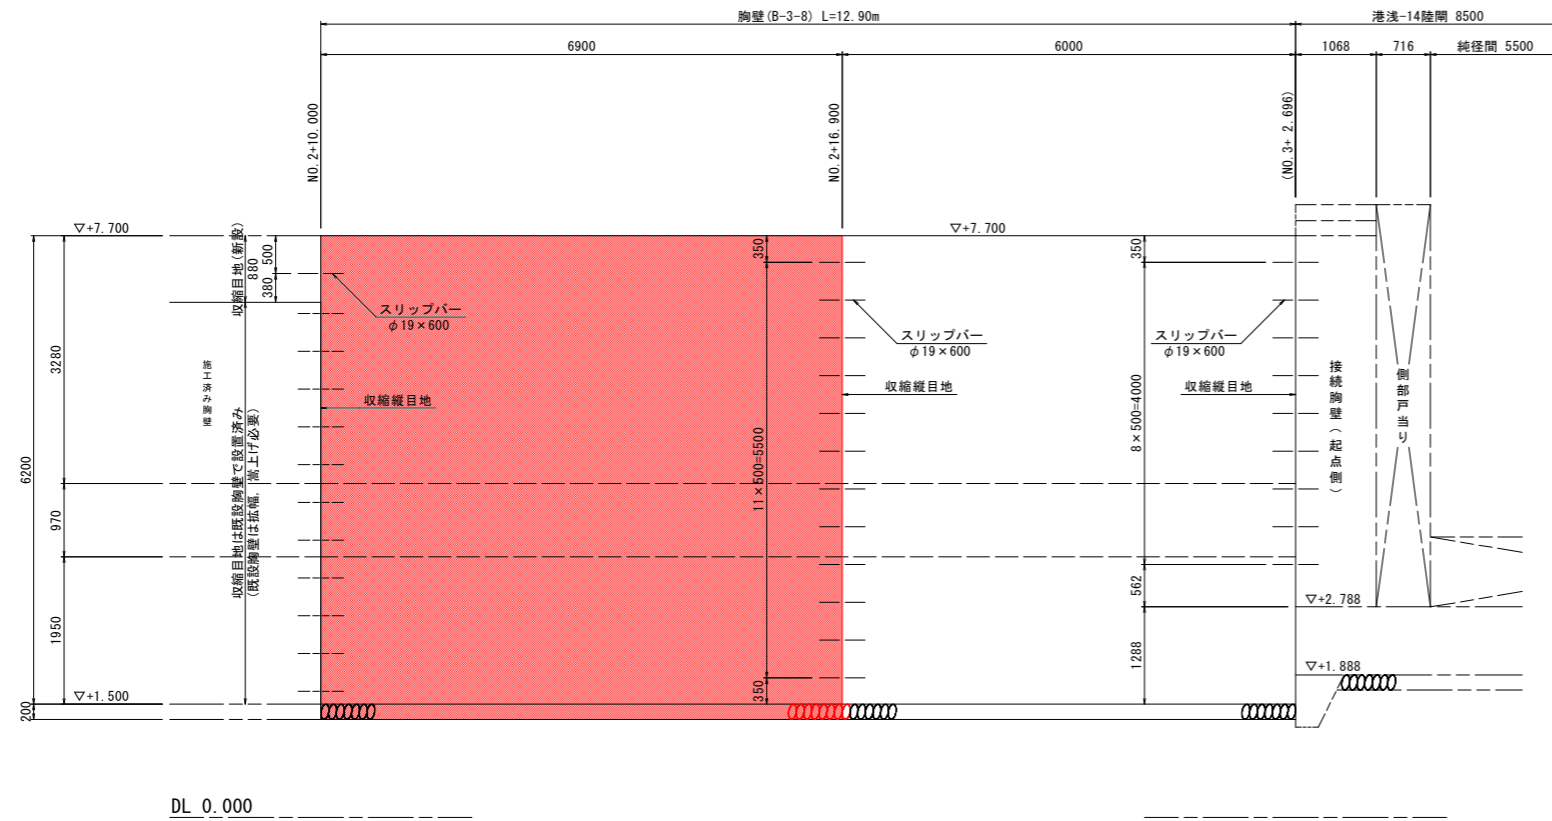 胸壁(B-3-8) L=12.90m
港浅-14陸閘 8500
6900
6000
1068
716
純径間 5500
NO.2+10.000
NO.2+16.900
(NO.3+ 2.696)
▽+7.700
▽+7.700
収縮目地(新設)
880
500
380
350
350
スリップバー
φ19×600
スリップバー
φ19×600
スリップバー
φ19×600
3280
施工済み胸壁
収縮目地は既設胸壁で設置済み
(既設胸壁は拡幅、嵩上げ必要)
収縮縦目地
収縮縦目地
収縮縦目地
11×500=5500
8×500=4000
接続胸壁(起点側)
側部戸当り
6200
970
1950
562
1288
▽+2.788
▽+1.888
▽+1.500
350
200
DL 0.000